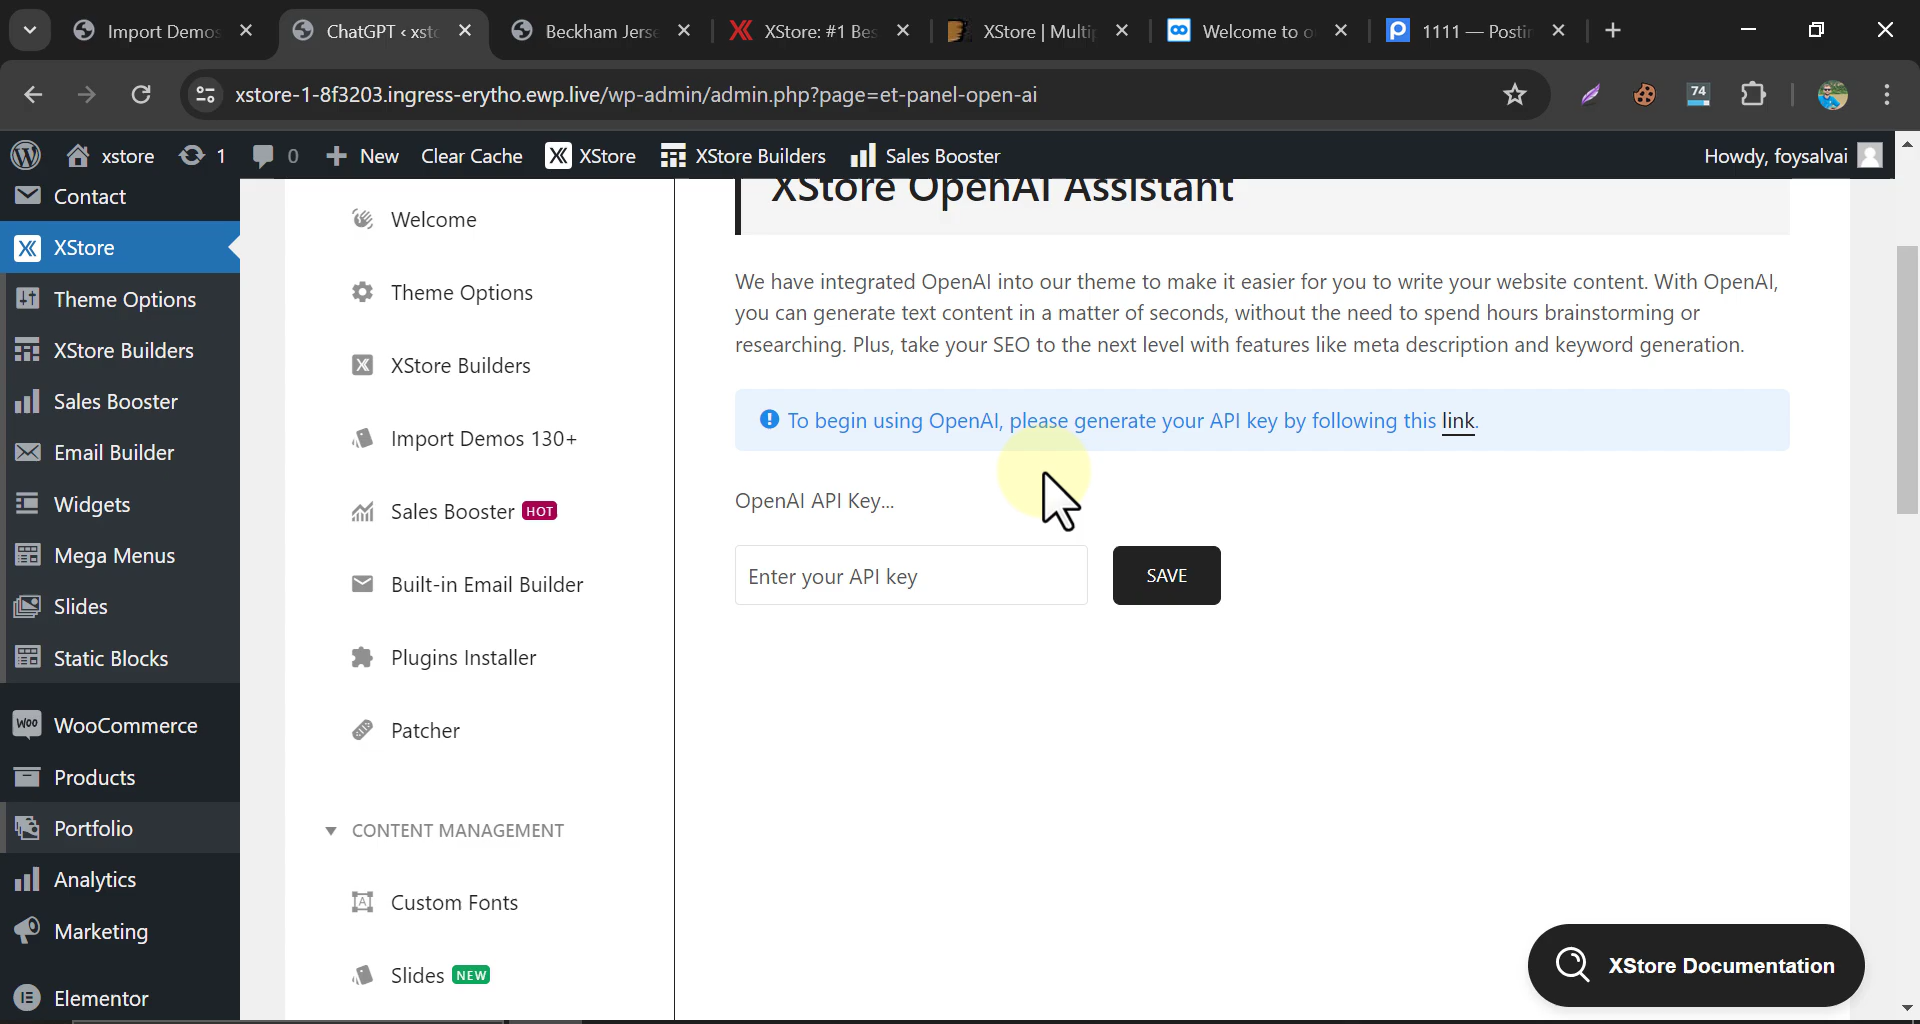 Import Demos
ChatGPT ‹ xsto
Beckham Jerse
XStore: #1 Bes
XStore | Multip
Welcome to o
1111 — Postin
xstore-1-8f3203.ingress-erytho.ewp.live/wp-admin/admin.php?page=et-panel-open-ai
74
xstore
1
0
New
Clear Cache
XStore
XStore Builders
Sales Booster
Howdy, foysalvai
Contact
XStore
Theme Options
XStore Builders
Sales Booster
Email Builder
Widgets
Mega Menus
Slides
Static Blocks
WooCommerce
Products
Portfolio
Analytics
Marketing
Elementor
Welcome
Theme Options
XStore Builders
Import Demos 130+
Sales Booster HOT
Built-in Email Builder
Plugins Installer
Patcher
CONTENT MANAGEMENT
Custom Fonts
Slides NEW
XStore OpenAI Assistant
We have integrated OpenAI into our theme to make it easier for you to write your website content. With OpenAI,
you can generate text content in a matter of seconds, without the need to spend hours brainstorming or
researching. Plus, take your SEO to the next level with features like meta description and keyword generation.
To begin using OpenAI, please generate your API key by following this link.
OpenAI API Key...
Enter your API key
SAVE
XStore Documentation